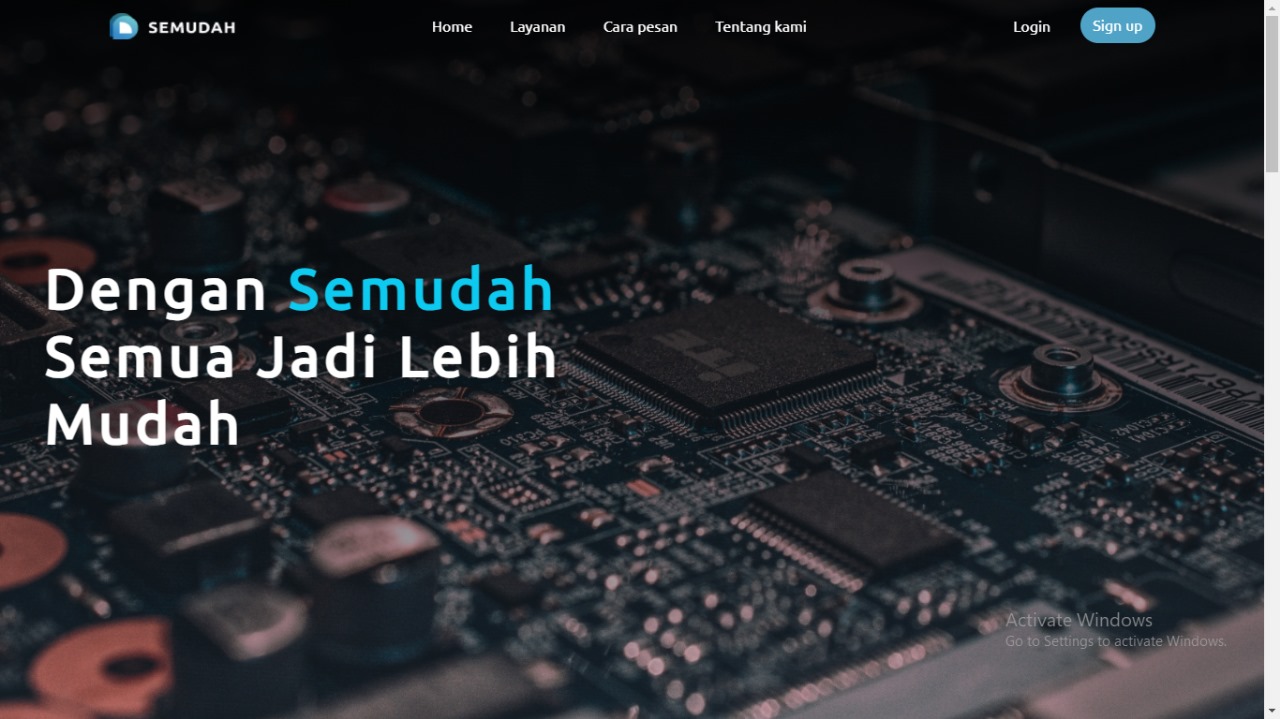 SEMUDAH
Home Layanan Cara pesan Tentang kami
Login Sign up
Dengan Semudah
Semua Jadi Lebih
Mudah
Activate Windows
Go to Settings to activate Windows.